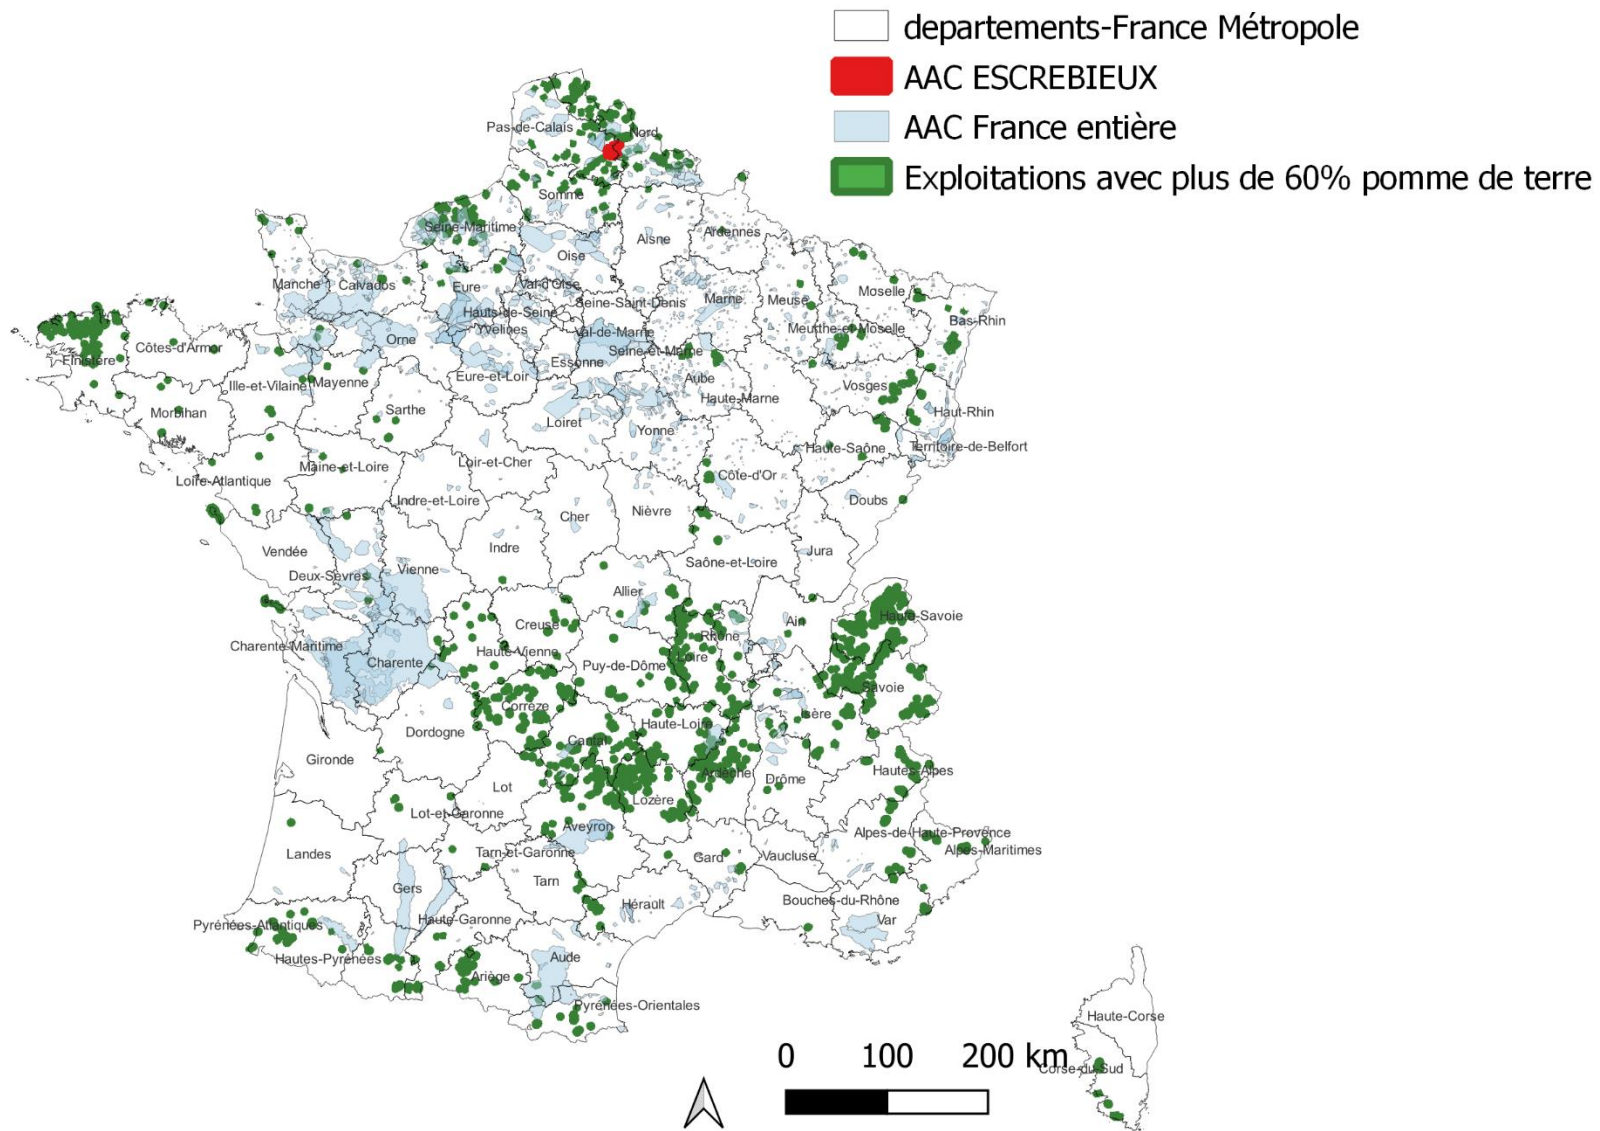 departements-France Métropole
AAC ESCREBIEUX
AAC France entière
Exploitations avec plus de 60% pomme de terre
Pas-de-Calais
Nord
Somme
Seine-Maritime
Aisne
Ardennes
Oise
Manche
Calvados
Eure
Val-d'Oise
Seine-Saint-Denis
Marne
Meuse
Moselle
Hauts-de-Seine
Yvelines
Val-de-Marne
Meurthe-et-Moselle
Bas-Rhin
Orne
Seine-et-Marne
Finistère
Côtes-d'Armor
Essonne
Ille-et-Vilaine
Mayenne
Eure-et-Loir
Aube
Vosges
Haute-Marne
Morbihan
Sarthe
Haut-Rhin
Loiret
Yonne
Haute-Saône
Territoire-de-Belfort
Loir-et-Cher
Maine-et-Loire
Côte-d'Or
Loire-Atlantique
Indre-et-Loire
Doubs
Cher
Nièvre
Vendée
Indre
Jura
Saône-et-Loire
Deux-Sèvres
Vienne
Allier
Haute-Savoie
Creuse
Ain
Rhône
Charente-Maritime
Haute-Vienne
Loire
Charente
Puy-de-Dôme
Savoie
Corrèze
Isère
Haute-Loire
Dordogne
Cantal
Gironde
Ardèche
Drôme
Hautes-Alpes
Lot
Lozère
Lot-et-Garonne
Aveyron
Alpes-de-Haute-Provence
Landes
Tarn-et-Garonne
Gard
Vaucluse
Alpes-Maritimes
Tarn
Gers
Hérault
Bouches-du-Rhône
Haute-Garonne
Var
Pyrénées-Atlantiques
Hautes-Pyrénées
Aude
Ariège
Pyrénées-Orientales
Haute-Corse
Corse-du-Sud
0 100 200 km